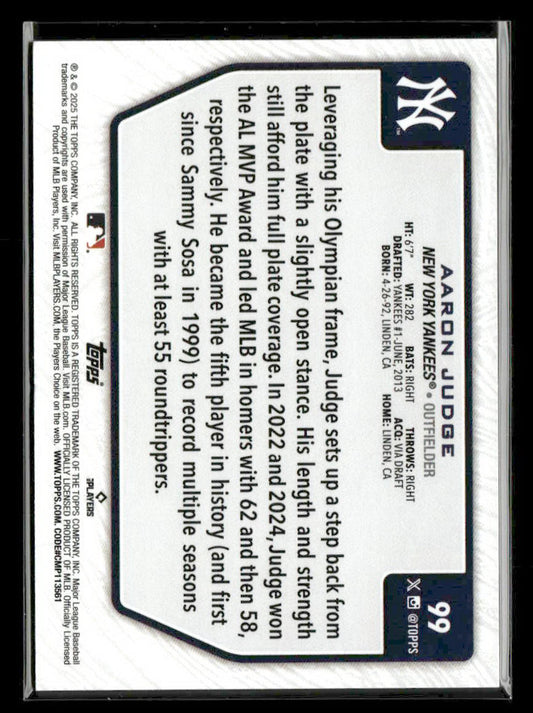 NY
TM
AARON JUDGE
NEW YORK YANKEES® • OUTFIELDER
HT: 6'7" WT: 282 BATS: RIGHT THROWS: RIGHT
DRAFTED: YANKEES #1-JUNE, 2013 ACQ: VIA DRAFT
BORN: 4-26-92, LINDEN, CA HOME: LINDEN, CA
99
X @TOPPS
Leveraging his Olympian frame, Judge sets up a step back from
the plate with a slightly open stance. His length and strength
still afford him full plate coverage. In 2022 and 2024, Judge won
the AL MVP Award and led MLB in homers with 62 and then 58,
respectively. He became the fifth player in history (and first
since Sammy Sosa in 1999) to record multiple seasons
with at least 55 roundtrippers.
topps®
PLAYERS
® & © 2025 THE TOPPS COMPANY, INC. ALL RIGHTS RESERVED. TOPPS IS A REGISTERED TRADEMARK OF THE TOPPS COMPANY, INC. Major League Baseball
trademarks and copyrights are used with permission of Major League Baseball. Visit MLB.com. OFFICIALLY LICENSED PRODUCT OF MLB. Officially Licensed
Product of MLB Players, Inc. Visit MLBPLAYERS.COM, the Players Choice on the web. WWW.TOPPS.COM. CODE#CMP113561